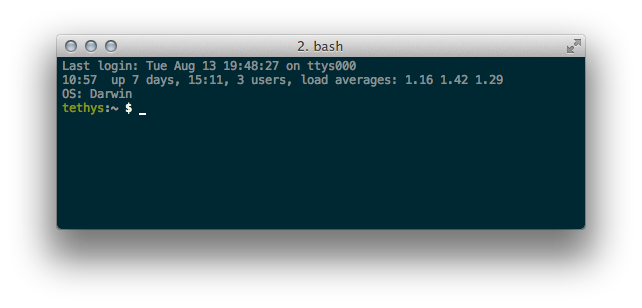 2. bash
Last login: Tue Aug 13 19:48:27 on ttys000
10:57  up 7 days, 15:11, 3 users, load averages: 1.16 1.42 1.29
OS: Darwin
tethys:~ $ _